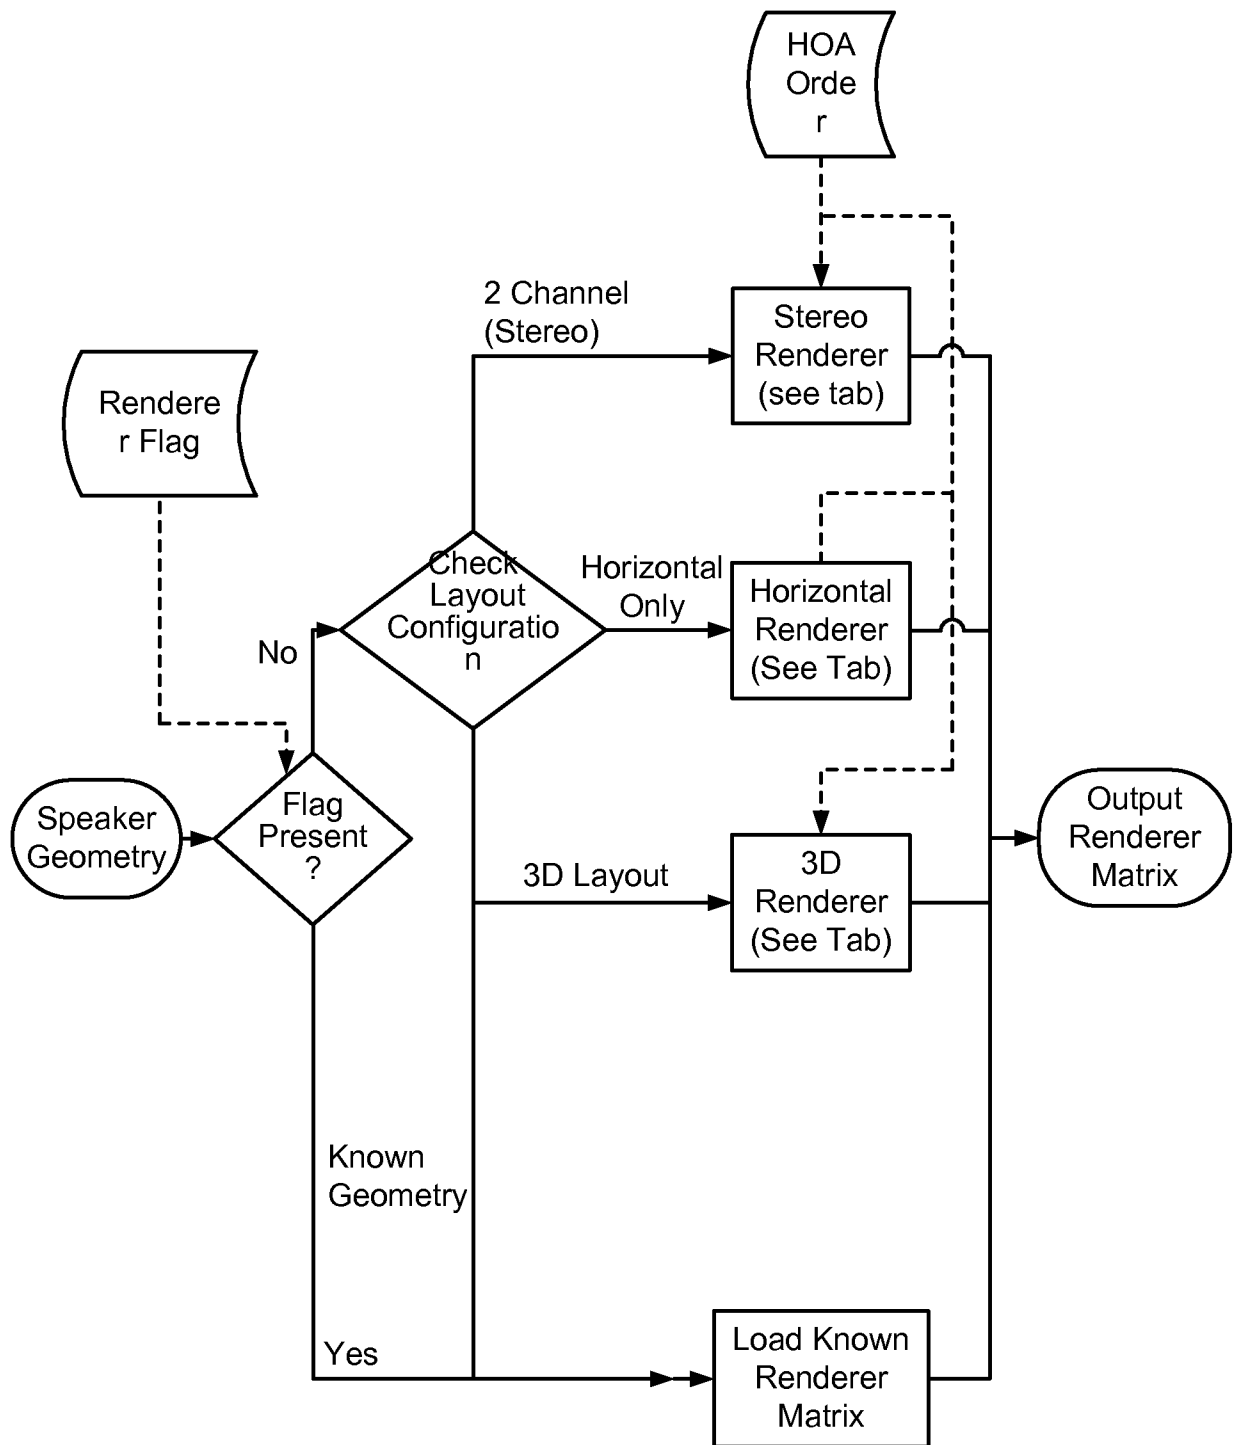 HOA
Orde
r
2 Channel
(Stereo)
Stereo
Renderer
(see tab)
Rendere
r Flag
Check
Layout
Configuratio
n
Horizontal
Only
Horizontal
Renderer
(See Tab)
No
Speaker
Geometry
Flag
Present
?
3D Layout
3D
Renderer
(See Tab)
Output
Renderer
Matrix
Known
Geometry
Yes
Load Known
Renderer
Matrix